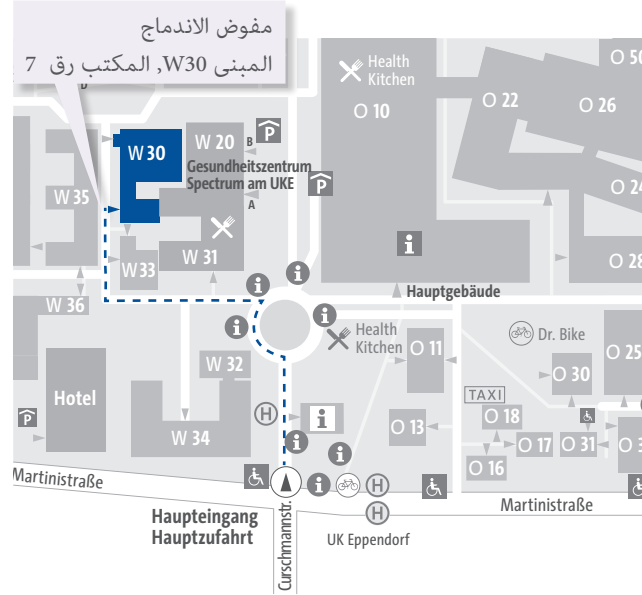 مفوض الاندماج
المبنى W30, المكتب رق 7
D
Health
Kitchen
O 10
O 22
O 50
O 26
W 30
W 20
B
P
Gesundheitszentrum
Spectrum am UKE
A
P
W 35
O 24
W 33
W 31
i
O 28
Hauptgebäude
i
i
i
i
W 36
Health
Kitchen
O 11
Dr. Bike
O 25
W 32
O 30
Hotel
TAXI
P
H
i
O 18
O 13
W 34
i
O 17
O 31
O 16
i
Martinistraße
i
H
Martinistraße
Haupteingang
Hauptzufahrt
H
UK Eppendorf
Curschmannstr.